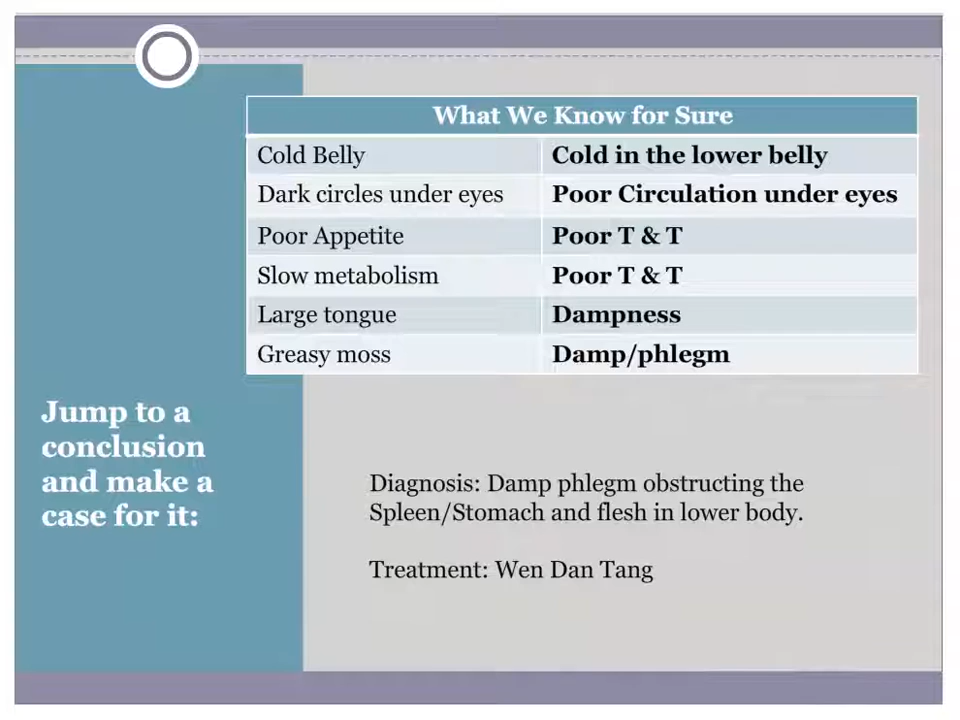 What We Know for Sure
Cold Belly Cold in the lower belly
Dark circles under eyes Poor Circulation under eyes
Poor Appetite Poor T & T
Slow metabolism Poor T & T
Large tongue Dampness
Greasy moss Damp/phlegm
Jump to a
conclusion
and make a
case for it:
Diagnosis: Damp phlegm obstructing the
Spleen/Stomach and flesh in lower body.
Treatment: Wen Dan Tang